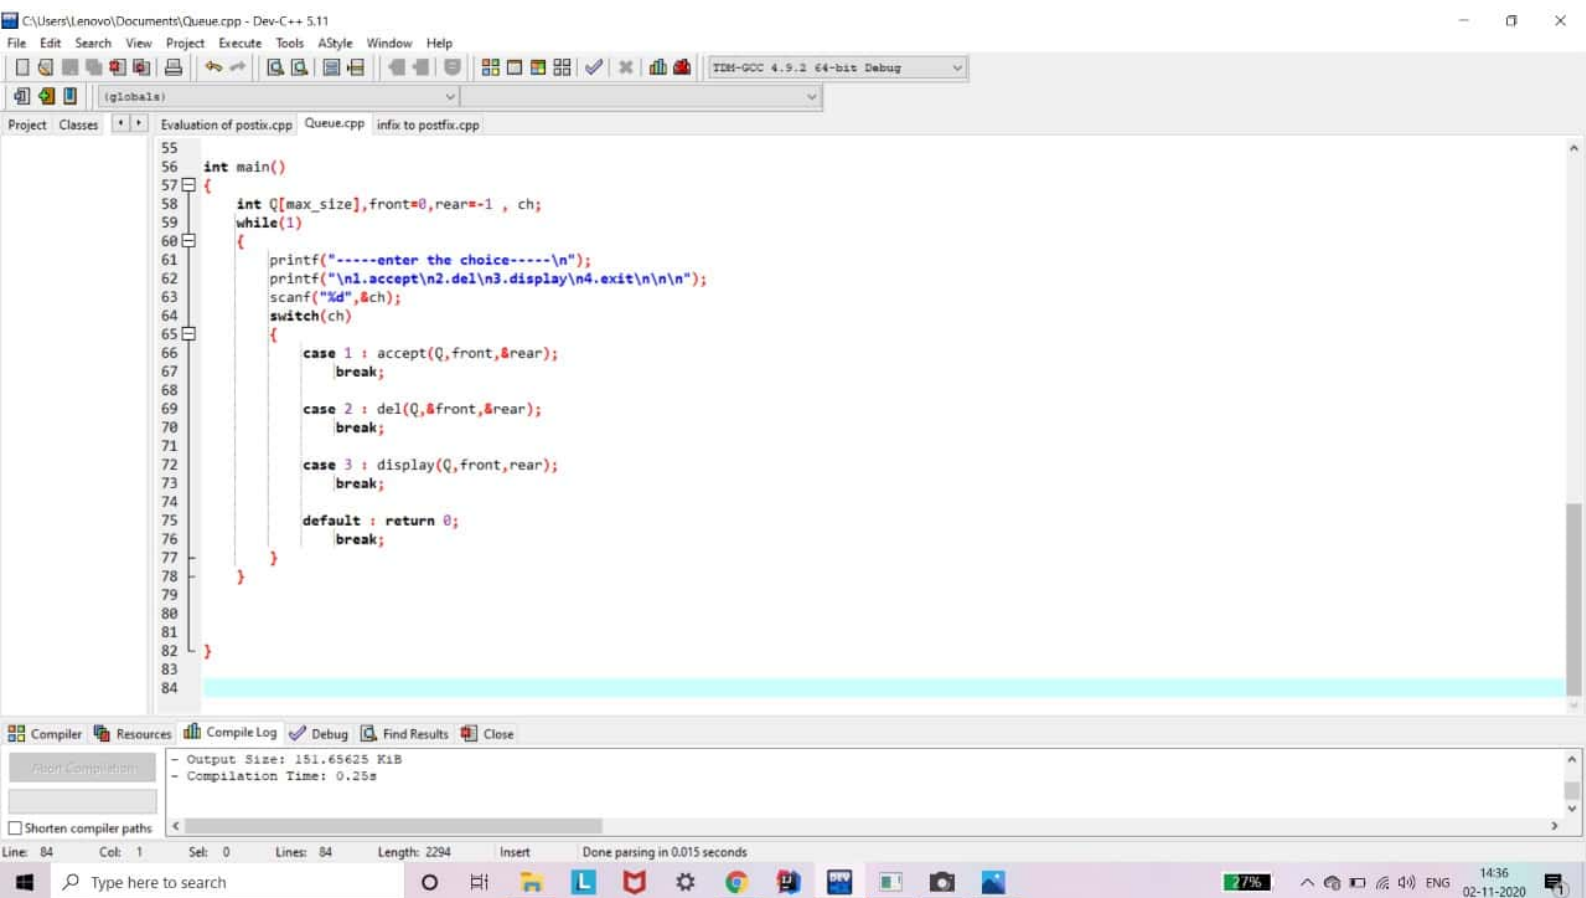 C:\Users\Lenovo\Documents\Queue.cpp - Dev-C++ 5.11
File Edit Search View Project Execute Tools AStyle Window Help
TDM-GCC 4.9.2 64-bit Debug
(globals)
Project Classes Evaluation of postix.cpp Queue.cpp infix to postfix.cpp
55
56 int main()
57 {
58 int Q[max_size],front=0,rear=-1 , ch;
59 while(1)
60 {
61 printf("-----enter the choice-----\n");
62 printf("\n1.accept\n2.del\n3.display\n4.exit\n\n\n");
63 scanf("%d",&ch);
64 switch(ch)
65 {
66 case 1 : accept(Q,front,&rear);
67 break;
68
69 case 2 : del(Q,&front,&rear);
70 break;
71
72 case 3 : display(Q,front,rear);
73 break;
74
75 default : return 0;
76 break;
77 }
78 }
79
80
81
82 }
83
84
Compiler Resources Compile Log Debug Find Results Close
Abort Compilation
- Output Size: 151.65625 KiB
- Compilation Time: 0.25s
Shorten compiler paths
Line: 84 Col: 1 Sel: 0 Lines: 84 Length: 2294 Insert Done parsing in 0.015 seconds
Type here to search L DEV 27% ENG 14:36
02-11-2020 1